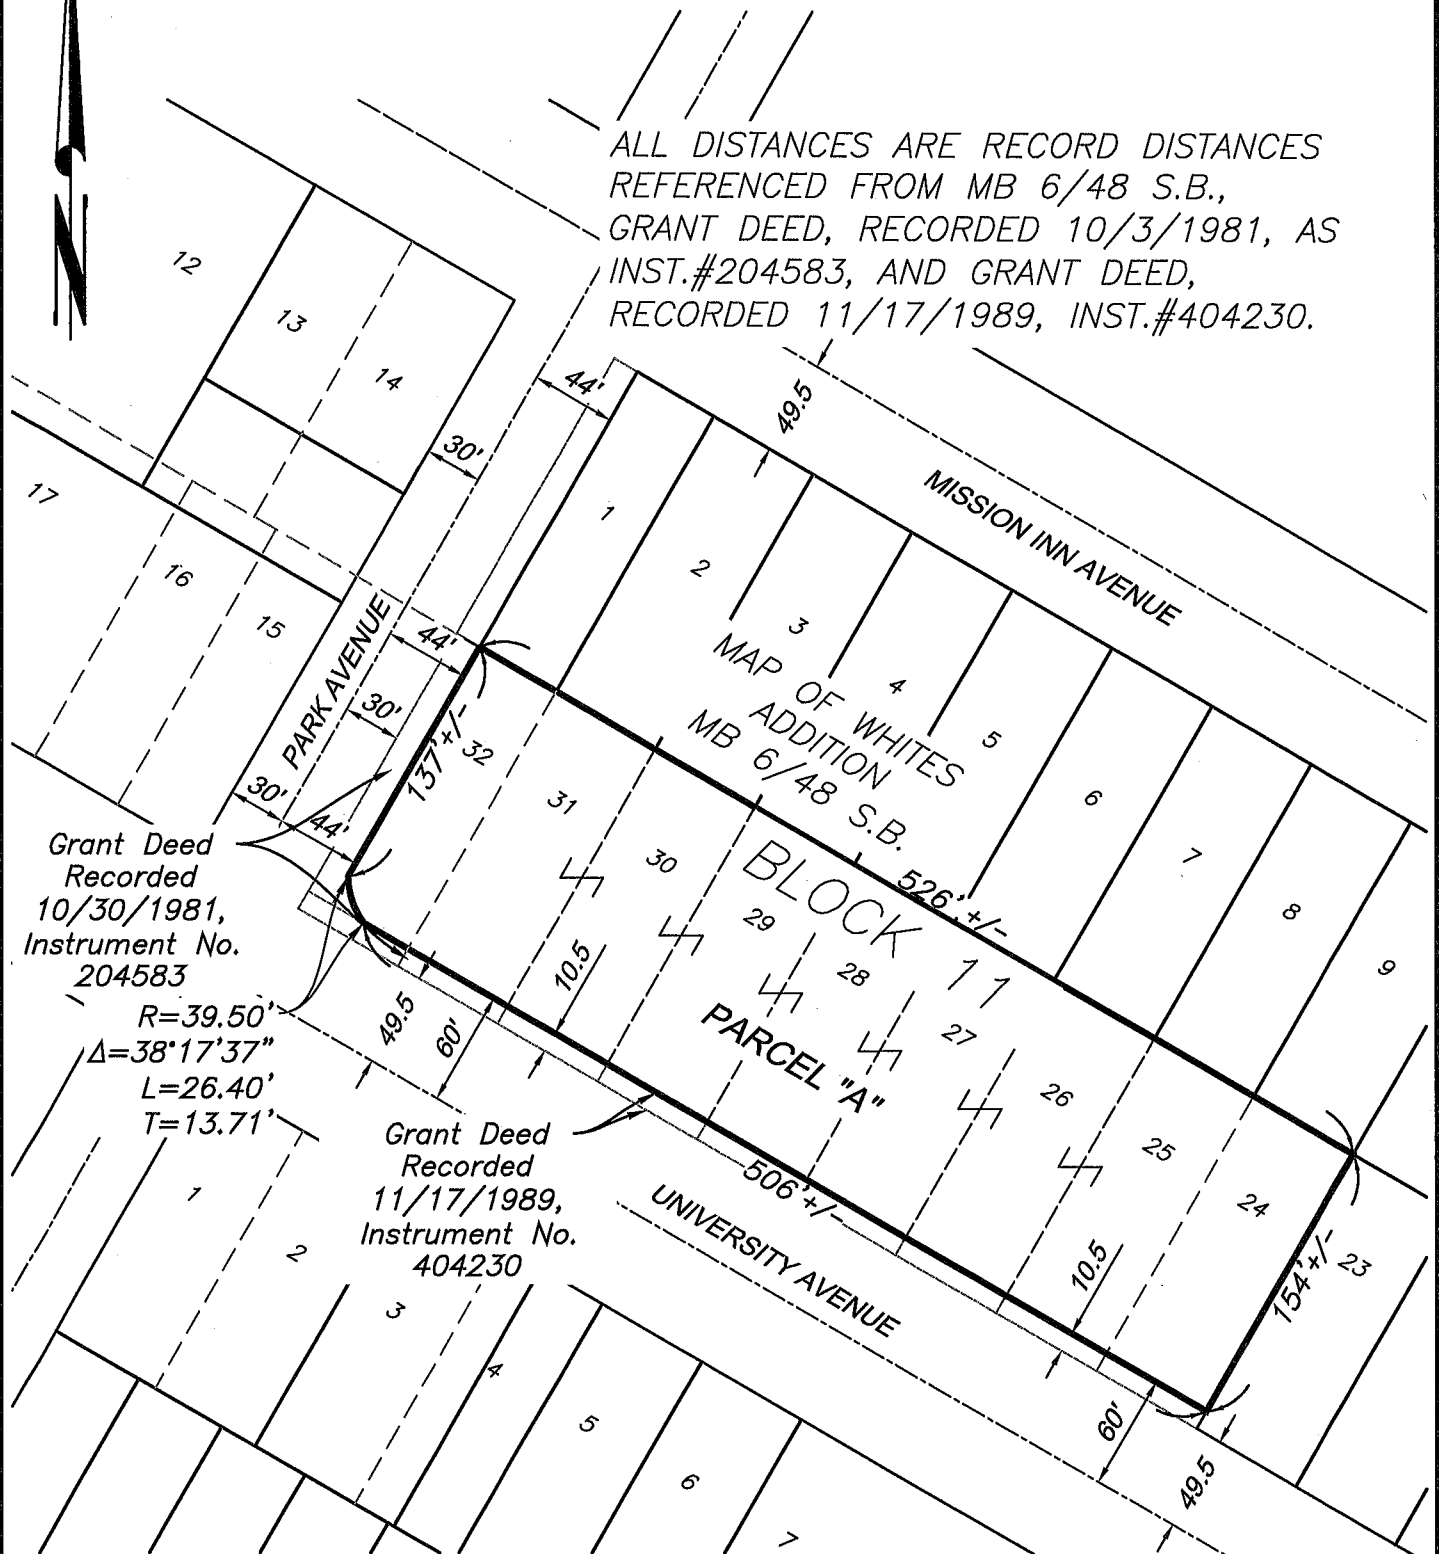 N
ALL DISTANCES ARE RECORD DISTANCES
REFERENCED FROM MB 6/48 S.B.,
GRANT DEED, RECORDED 10/3/1981, AS
INST.#204583, AND GRANT DEED,
RECORDED 11/17/1989, INST.#404230.
12
13
14
44'
49.5
30'
17
16
15
MISSION INN AVENUE
1
2
3
4
5
6
7
8
9
PARK AVENUE
44'
30'
30'
44'
137'+/-
MAP OF WHITES
ADDITION
MB 6/48 S.B.
BLOCK 11
526'+/-
32
31
30
29
28
27
26
25
24
23
PARCEL "A"
Grant Deed
Recorded
10/30/1981,
Instrument No.
204583
R=39.50'
Δ=38°17'37"
L=26.40'
T=13.71'
49.5
60'
10.5
Grant Deed
Recorded
11/17/1989,
Instrument No.
404230
506'+/-
UNIVERSITY AVENUE
10.5
154'+/-
60'
49.5
1
2
3
4
5
6
7